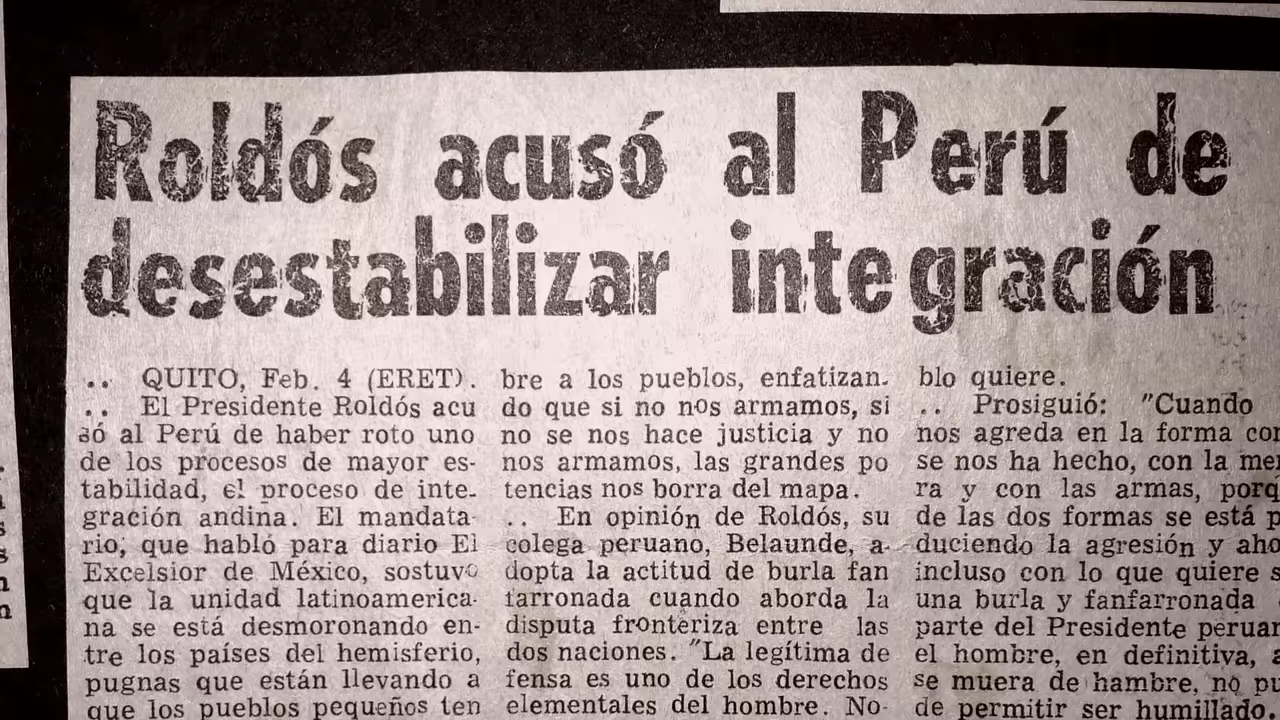 Roldós acusó al Perú de
desestabilizar integración
.. QUITO, Feb. 4 (ERET).
.. El Presidente Roldós acu
só al Perú de haber roto uno
de los procesos de mayor es-
tabilidad, el proceso de inte-
gración andina. El mandata-
rio, que habló para diario El
Excelsior de México, sostuvo
que la unidad latinoamerica-
na se está desmoronando en-
tre los países del hemisferio,
pugnas que están llevando a
que los pueblos pequeños ten
bre a los pueblos, enfatizan-
do que si no nos armamos, si
no se nos hace justicia y no
nos armamos, las grandes po
tencias nos borra del mapa.
.. En opinión de Roldós, su
colega peruano, Belaunde, a-
dopta la actitud de burla fan
farronada cuando aborda la
disputa fronteriza entre las
dos naciones. "La legítima de
fensa es uno de los derechos
elementales del hombre. No-
blo quiere.
.. Prosiguió: "Cuando
nos agreda en la forma
se nos ha hecho, con la
ra y con las armas,
de las dos formas se está
duciendo la agresión y
incluso con lo que quiere
una burla y fanfarronada
parte del Presidente
el hombre, en definitiva,
se muera de hambre, no
de permitir ser humillado.